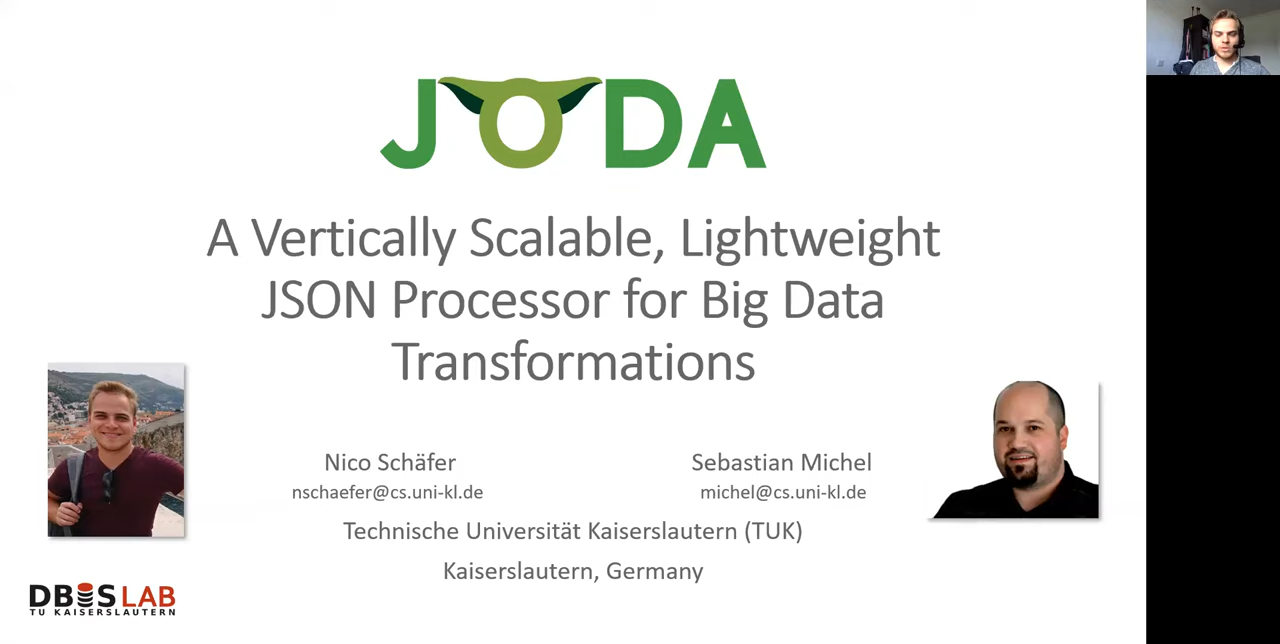 JODA
A Vertically Scalable, Lightweight
JSON Processor for Big Data
Transformations
Nico Schäfer
nschaefer@cs.uni-kl.de
Sebastian Michel
michel@cs.uni-kl.de
Technische Universität Kaiserslautern (TUK)
Kaiserslautern, Germany
DBIS LAB
TU KAISERSLAUTERN